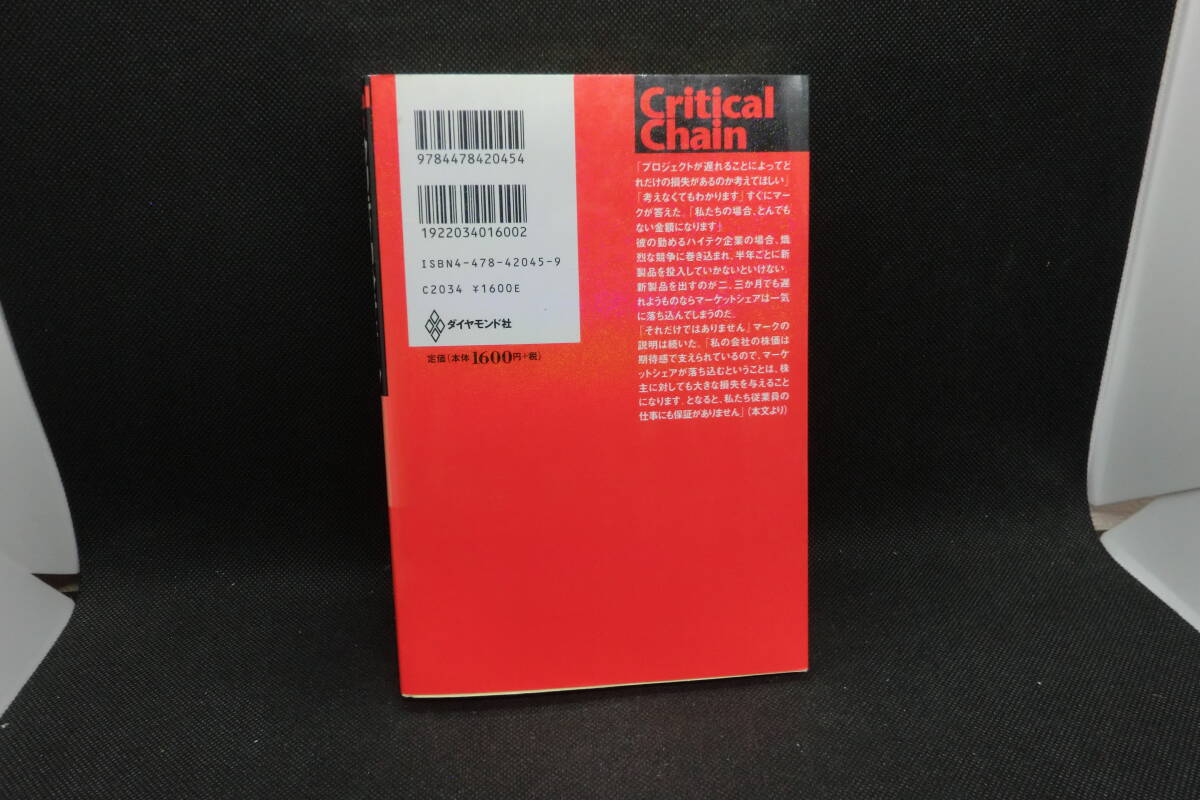 9784478420454
1922034016002
ISBN4-478-42045-9
C2034 ¥1600E
ダイヤモンド社
定価(本体1600円+税)
Critical
Chain
「プロジェクトが遅れることによってど
れだけの損失があるのか考えてほしい」
「考えなくてもわかります」すぐにマー
クが答えた。「私たちの場合、とんでも
ない金額になります」
彼の勤めるハイテク企業の場合、熾
烈な競争に巻き込まれ、半年ごとに新
製品を投入していかないといけない。
新製品を出すのが二、三か月でも遅
れようものならマーケットシェアは一気
に落ち込んでしまうのだ。
「それだけではありません」マークの
説明は続いた。「私の会社の株価は
期待感で支えられているので、マーケ
ットシェアが落ち込むということは、株
主に対しても大きな損失を与えること
になります。となると、私たち従業員の
仕事にも保証がありません」(本文より)